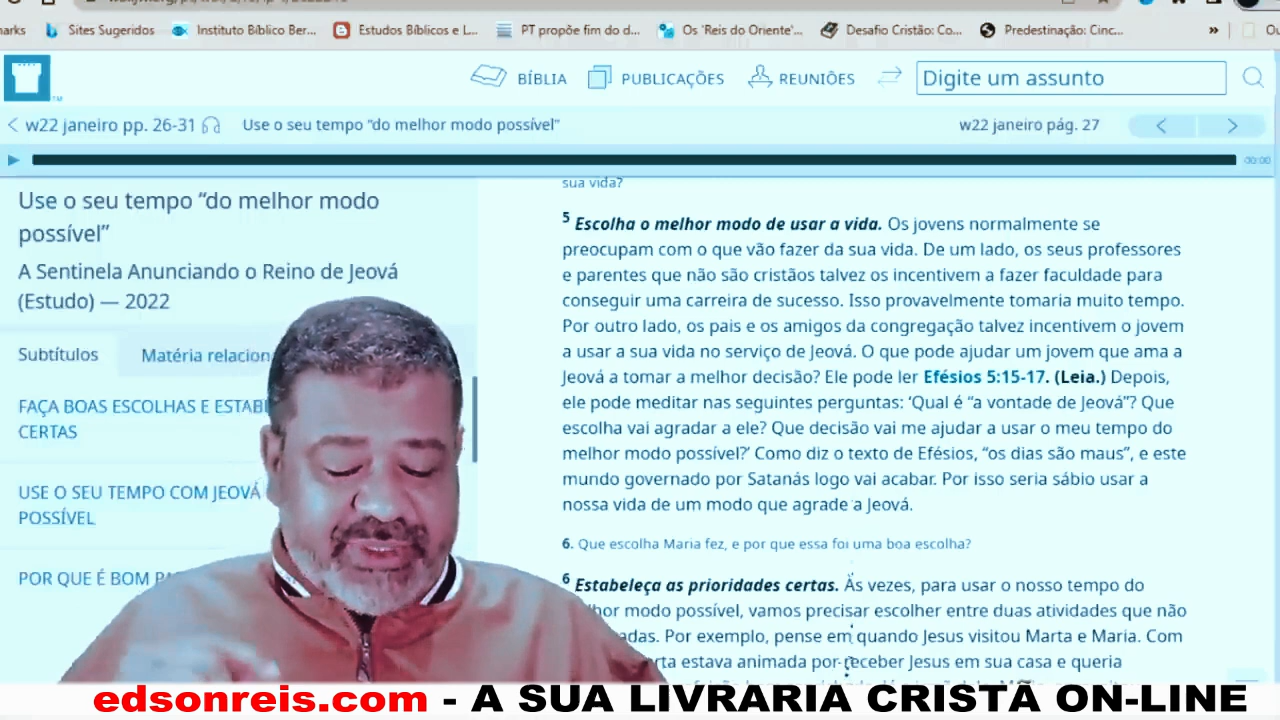 Sites Sugeridos
Instituto Bíblico Ber...
Estudos Bíblicos e L...
PT propõe fim do d...
Os 'Reis do Oriente'...
Desafio Cristão: Co...
Predestinação: Cinc...
»
BÍBLIA
PUBLICAÇÕES
REUNIÕES
Digite um assunto
w22 janeiro pp. 26-31
Use o seu tempo “do melhor modo possível”
w22 janeiro pág. 27
00:00
Use o seu tempo “do melhor modo
possível”
A Sentinela Anunciando o Reino de Jeová
(Estudo) — 2022
Subtítulos
Matéria relacion
FAÇA BOAS ESCOLHAS E ESTABE
CERTAS
USE O SEU TEMPO COM JEOVÁ
POSSÍVEL
POR QUE É BOM
sua vida?
5 Escolha o melhor modo de usar a vida. Os jovens normalmente se
preocupam com o que vão fazer da sua vida. De um lado, os seus professores
e parentes que não são cristãos talvez os incentivem a fazer faculdade para
conseguir uma carreira de sucesso. Isso provavelmente tomaria muito tempo.
Por outro lado, os pais e os amigos da congregação talvez incentivem o jovem
a usar a sua vida no serviço de Jeová. O que pode ajudar um jovem que ama a
Jeová a tomar a melhor decisão? Ele pode ler Efésios 5:15-17. (Leia.) Depois,
ele pode meditar nas seguintes perguntas: ‘Qual é “a vontade de Jeová”? Que
escolha vai agradar a ele? Que decisão vai me ajudar a usar o meu tempo do
melhor modo possível?’ Como diz o texto de Efésios, “os dias são maus”, e este
mundo governado por Satanás logo vai acabar. Por isso seria sábio usar a
nossa vida de um modo que agrade a Jeová.
6. Que escolha Maria fez, e por que essa foi uma boa escolha?
6 Estabeleça as prioridades certas. Às vezes, para usar o nosso tempo do
lhor modo possível, vamos precisar escolher entre duas atividades que não
adas. Por exemplo, pense em quando Jesus visitou Marta e Maria. Com
rta estava animada por receber Jesus em sua casa e queria
edsonreis.com - A SUA LIVRARIA CRISTÃ ON-LINE